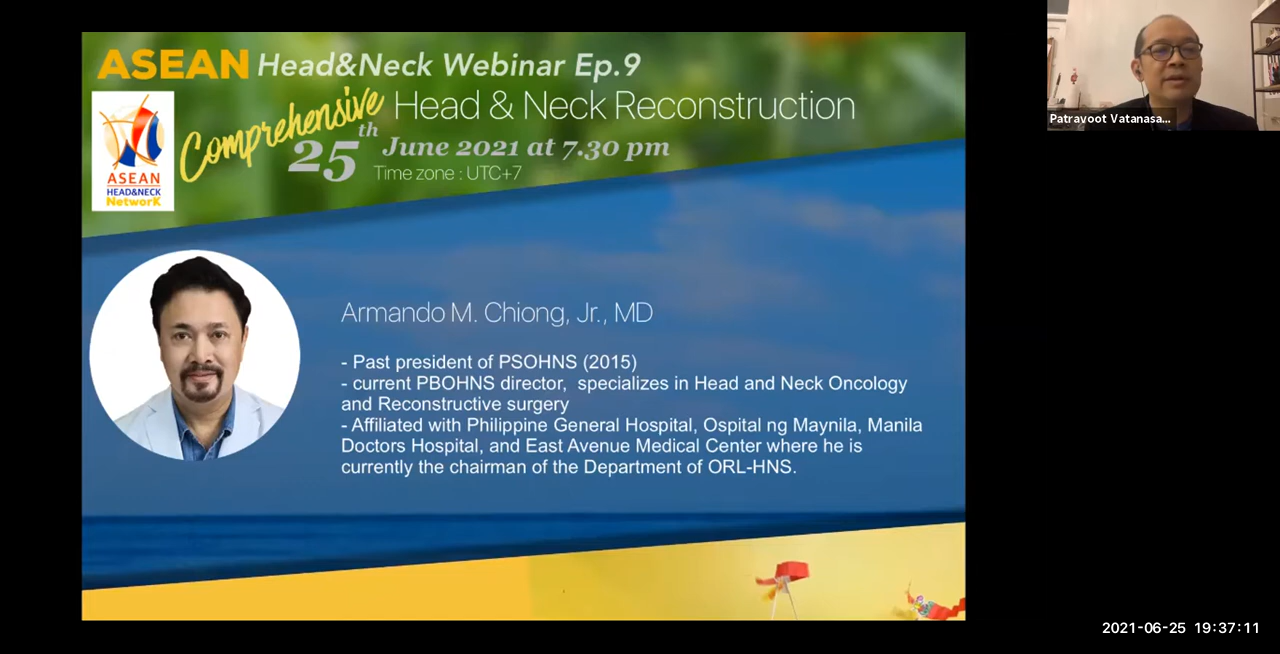 ASEAN Head&Neck Webinar Ep.9
Comprehensive Head & Neck Reconstruction
25th June 2021 at 7.30 pm
Time zone : UTC+7
ASEAN
HEAD&NECK
NetworK
Patravoot Vatanasa...
Armando M. Chiong, Jr., MD
- Past president of PSOHNS (2015)
- current PBOHNS director,  specializes in Head and Neck Oncology
and Reconstructive surgery
- Affiliated with Philippine General Hospital, Ospital ng Maynila, Manila
Doctors Hospital, and East Avenue Medical Center where he is
currently the chairman of the Department of ORL-HNS.
2021-06-25 19:37:11